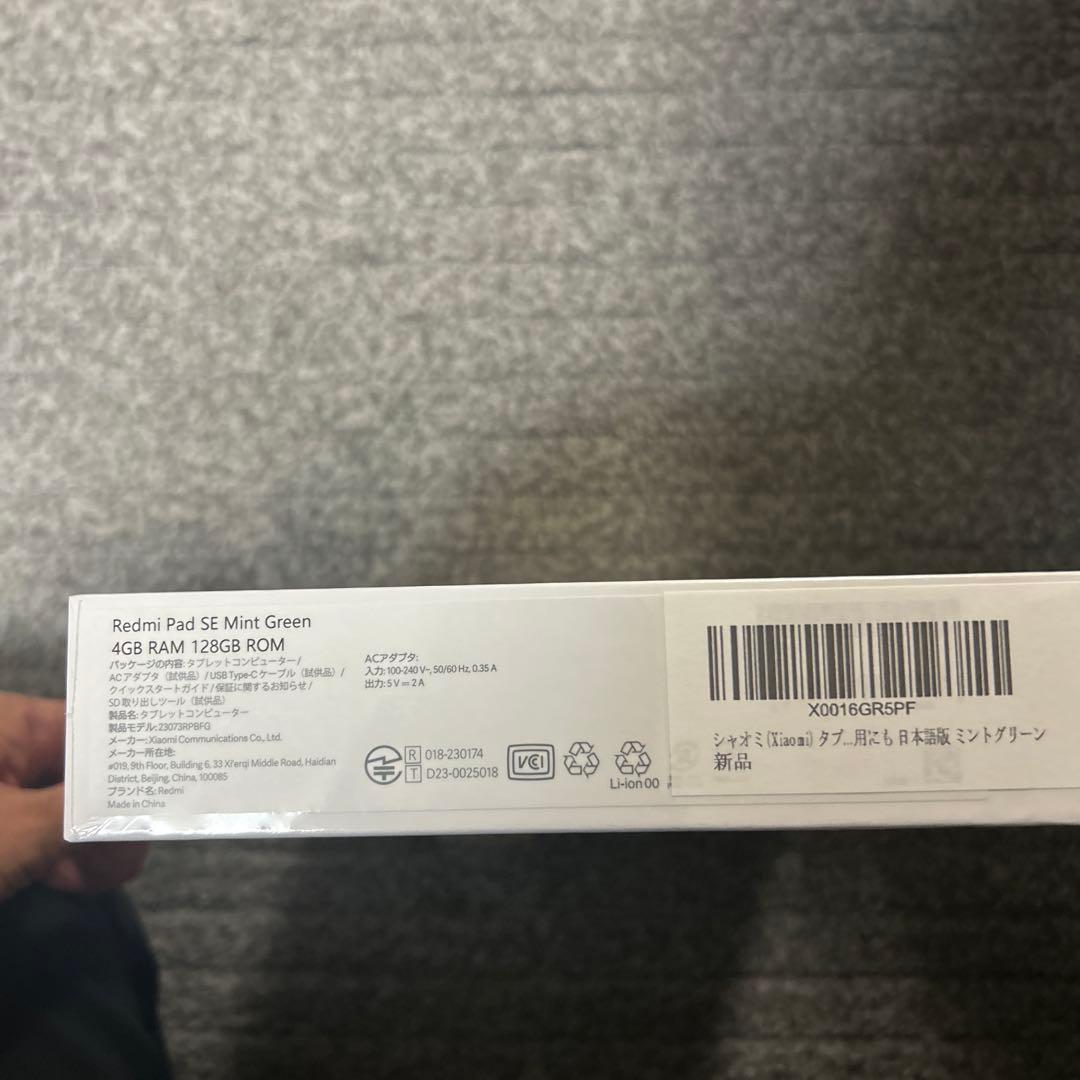 Redmi Pad SE Mint Green
4GB RAM 128GB ROM
パッケージの内容: タブレットコンピューター/
ACアダプタ（試供品）/ USB Type-C ケーブル（試供品）/
クイックスタートガイド / 保証に関するお知らせ /
SD取り出しツール（試供品）
製品名: タブレットコンピューター
製品モデル: 23073RPBFG
メーカー: Xiaomi Communications Co., Ltd.
メーカー所在地:
#019, 9th Floor, Building 6, 33 Xi'erqi Middle Road, Haidian
District, Beijing, China, 100085
ブランド名: Redmi
Made in China
ACアダプタ:
入力: 100-240 V~, 50/60 Hz, 0.35 A
出力: 5 V ⎓ 2 A
R 018-230174
T D23-0025018
VCCI
Li-ion 00
X0016GR5PF
シャオミ(Xiaomi) タブ...用にも 日本語版 ミントグリーン
新品